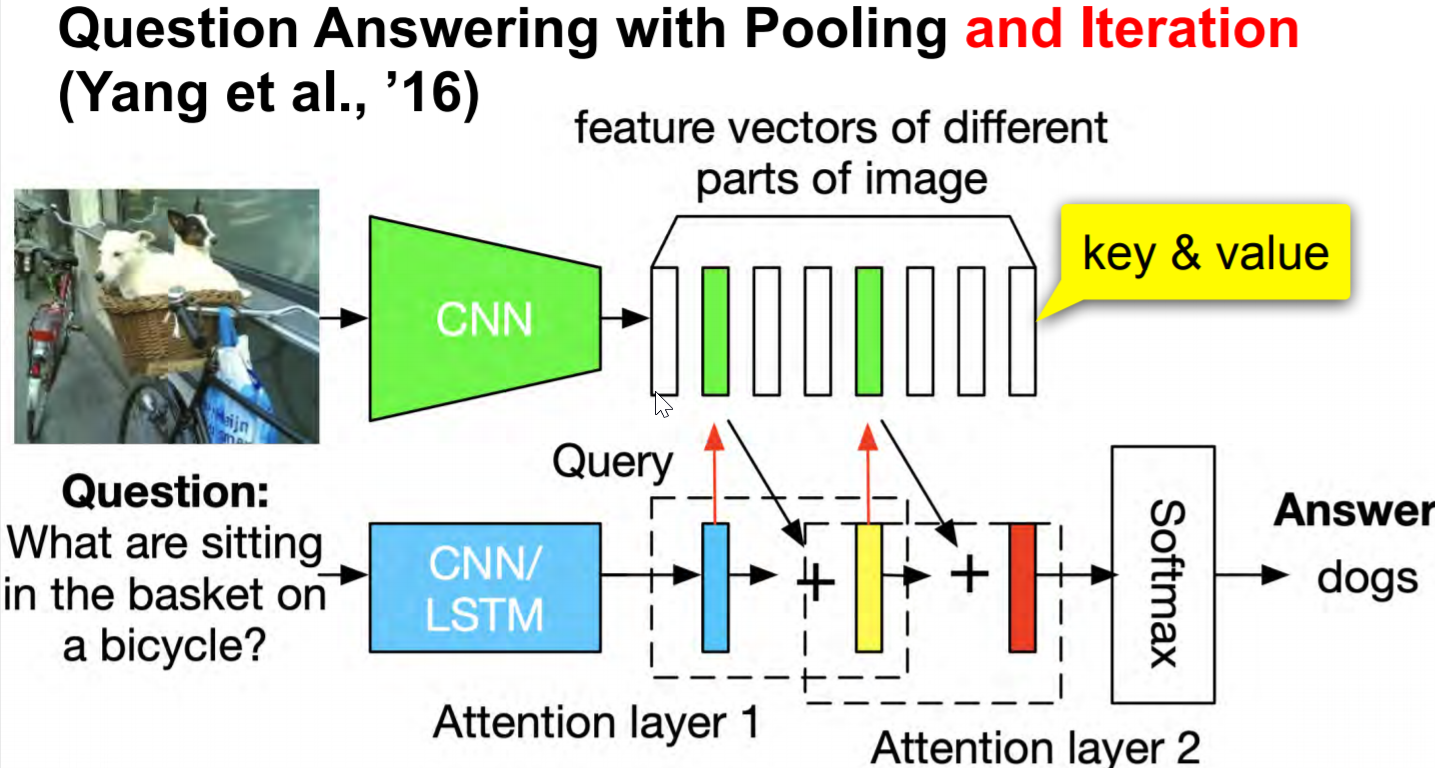 Question Answering with Pooling and Iteration
(Yang et al., ’16)
feature vectors of different
parts of image
key & value
CNN
Query
Question:
What are sitting
in the basket on
a bicycle?
CNN/
LSTM
+
+
Softmax
Answer
dogs
Attention layer 1
Attention layer 2